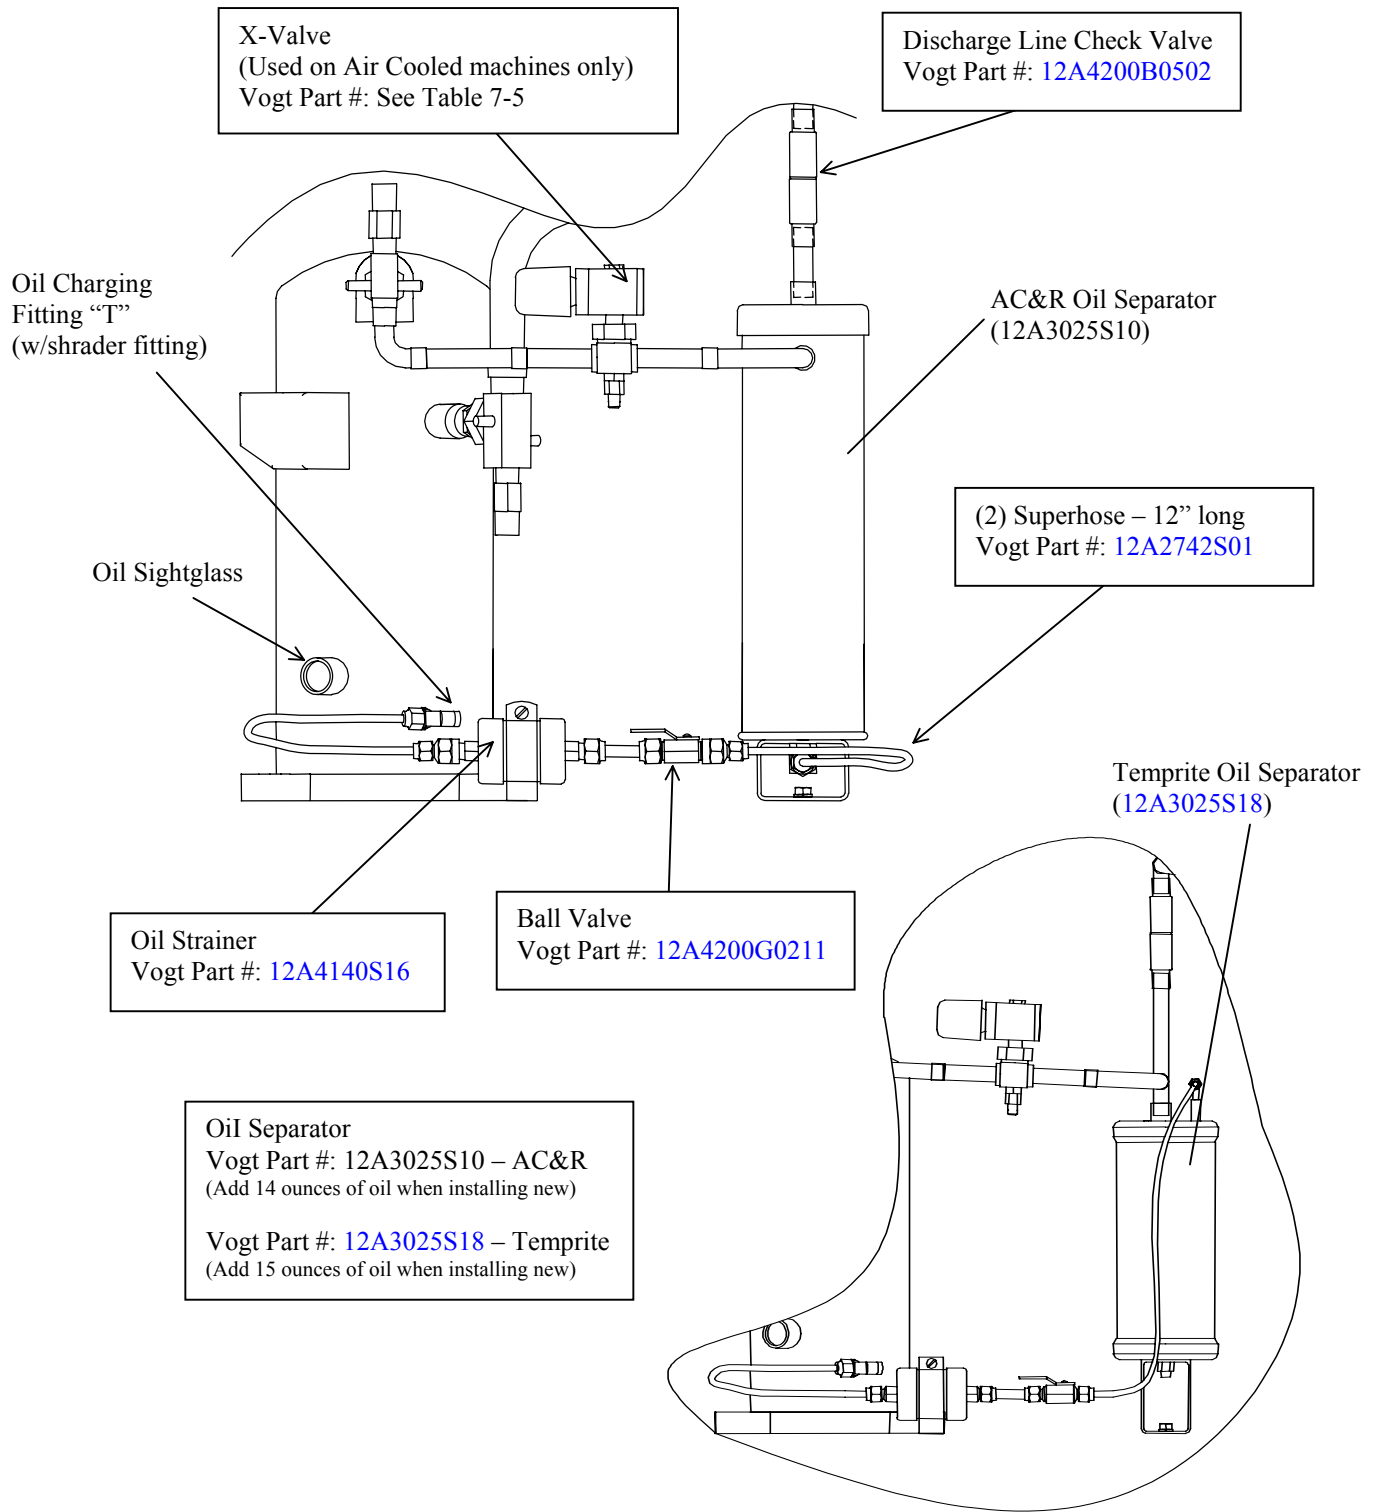 X-Valve
(Used on Air Cooled machines only)
Vogt Part #: See Table 7-5
Discharge Line Check Valve
Vogt Part #: 12A4200B0502
Oil Charging
Fitting “T”
(w/shrader fitting)
AC&R Oil Separator
(12A3025S10)
(2) Superhose – 12” long
Vogt Part #: 12A2742S01
Oil Sightglass
Temprite Oil Separator
(12A3025S18)
Oil Strainer
Vogt Part #: 12A4140S16
Ball Valve
Vogt Part #: 12A4200G0211
OiI Separator
Vogt Part #: 12A3025S10 – AC&R
(Add 14 ounces of oil when installing new)
Vogt Part #: 12A3025S18 – Temprite
(Add 15 ounces of oil when installing new)